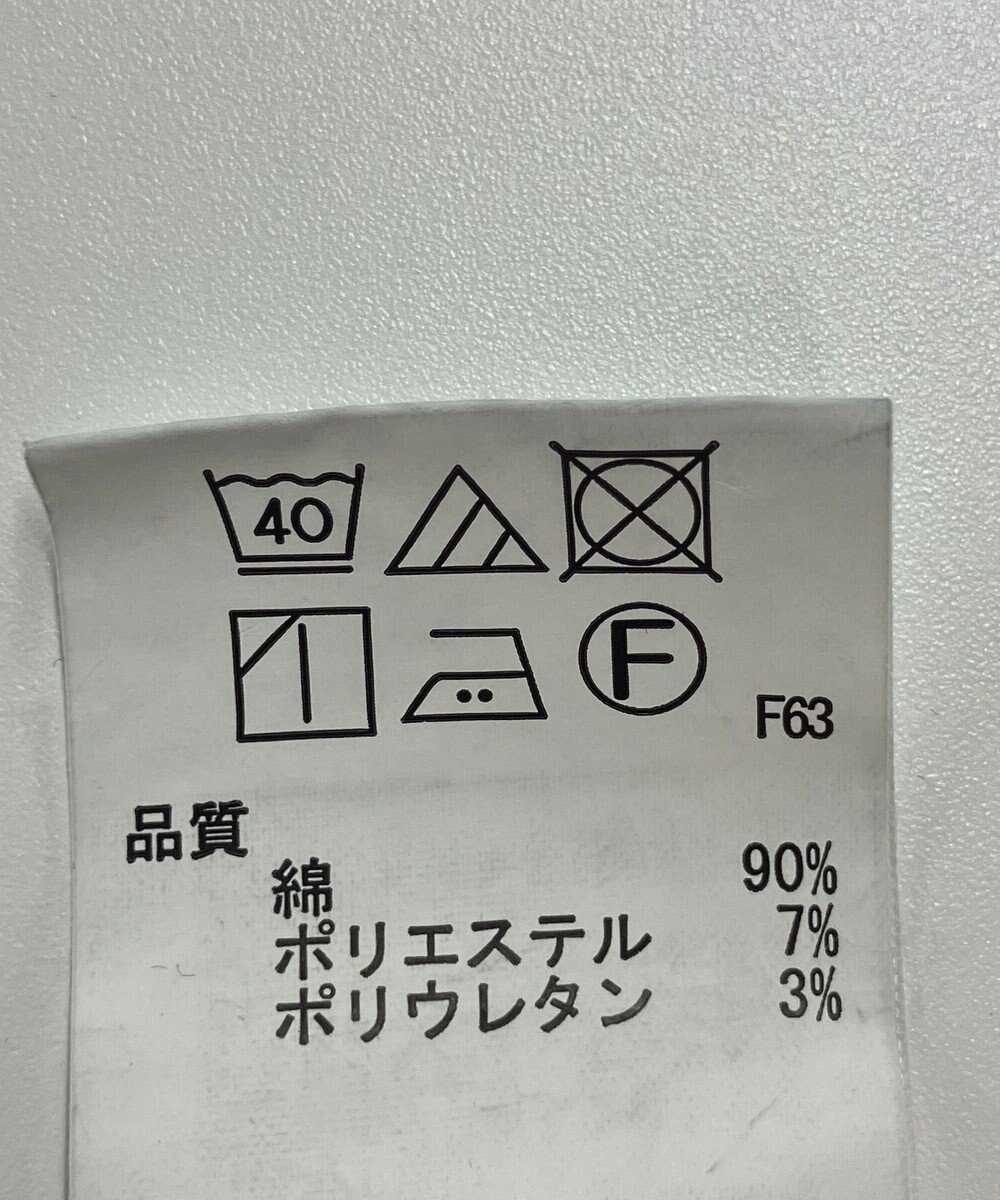 40
F
F63
品質
綿 90%
ポリエステル 7%
ポリウレタン 3%